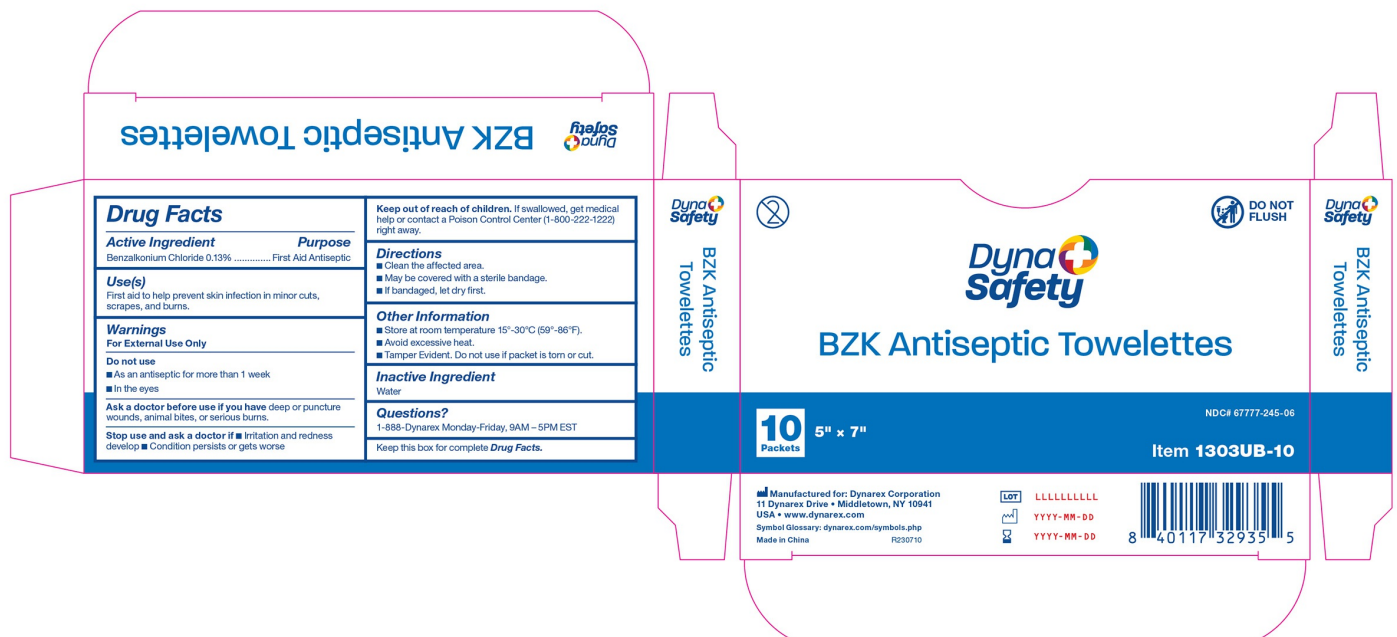 BZK Antiseptic Towelettes
Dyna
Safety
Drug Facts
Active Ingredient Purpose
Benzalkonium Chloride 0.13% ............. First Aid Antiseptic
Use(s)
First aid to help prevent skin infection in minor cuts,
scrapes, and burns.
Warnings
For External Use Only
Do not use
■ As an antiseptic for more than 1 week
■ In the eyes
Ask a doctor before use if you have deep or puncture
wounds, animal bites, or serious burns.
Stop use and ask a doctor if ■ Irritation and redness
develop ■ Condition persists or gets worse
Keep out of reach of children. If swallowed, get medical
help or contact a Poison Control Center (1-800-222-1222)
right away.
Directions
■ Clean the affected area.
■ May be covered with a sterile bandage.
■ If bandaged, let dry first.
Other Information
■ Store at room temperature 15°-30°C (59°-86°F).
■ Avoid excessive heat.
■ Tamper Evident. Do not use if packet is torn or cut.
Inactive Ingredient
Water
Questions?
1-888-Dynarex Monday-Friday, 9AM – 5PM EST
Keep this box for complete Drug Facts.
Dyna
Safety
BZK Antiseptic
Towelettes
2
DO NOT
FLUSH
Dyna
Safety
BZK Antiseptic Towelettes
10
Packets
5" × 7"
NDC# 67777-245-06
Item 1303UB-10
Manufactured for: Dynarex Corporation
11 Dynarex Drive • Middletown, NY 10941
USA • www.dynarex.com
Symbol Glossary: dynarex.com/symbols.php
Made in China R230710
LOT LLLLLLLLLL
YYYY-MM-DD
YYYY-MM-DD
8 40117 32935 5
Dyna
Safety
BZK Antiseptic
Towelettes